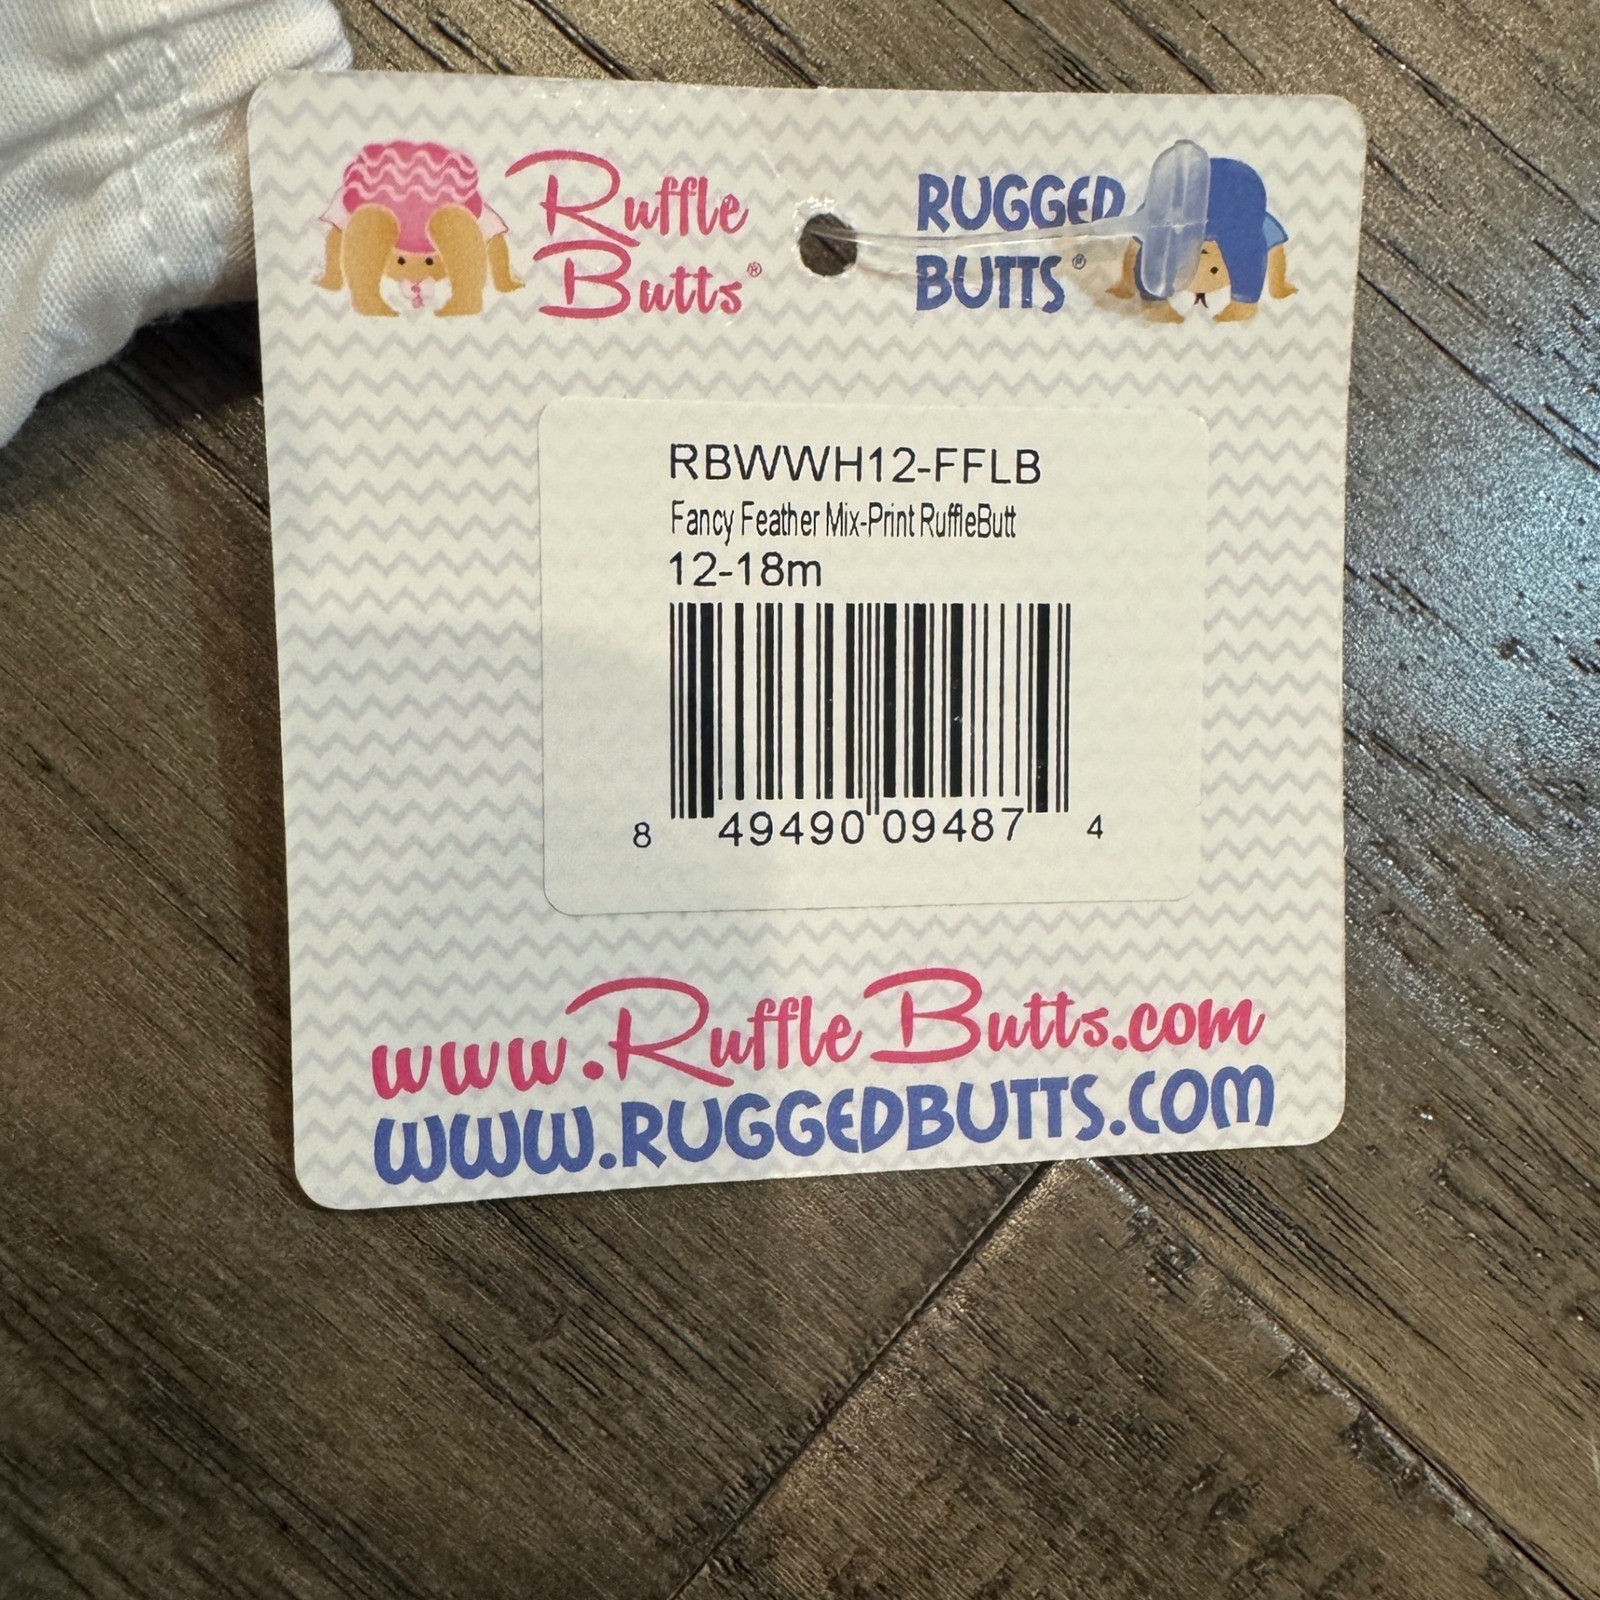 Ruffle
Butts®
RUGGED
BUTTS®
RBWWH12-FFLB
Fancy Feather Mix-Print RuffleButt
12-18m
8 49490 09487 4
www.RuffleButts.com
WWW.RUGGEDBUTTS.COM